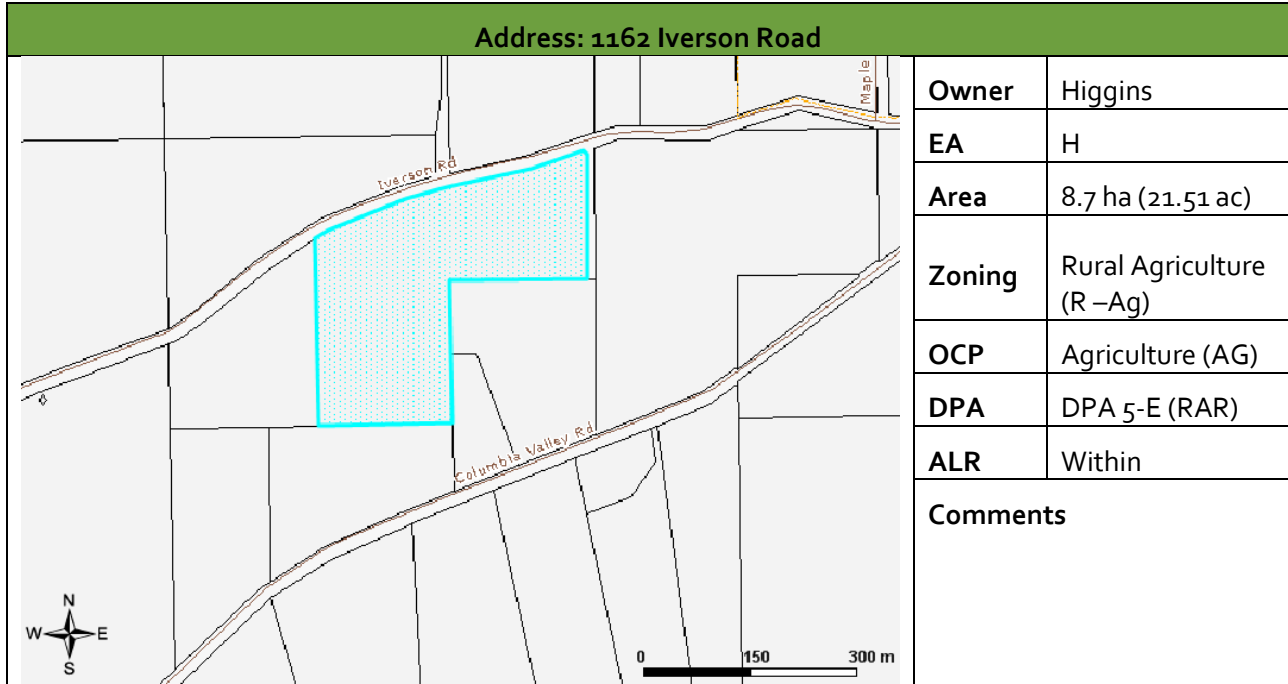 Address: 1162 Iverson Road
Maple
Iverson Rd
Columbia Valley Rd
N
W E
S
0 150 300 m
Owner Higgins
EA H
Area 8.7 ha (21.51 ac)
Zoning Rural Agriculture
(R –Ag)
OCP Agriculture (AG)
DPA DPA 5-E (RAR)
ALR Within
Comments